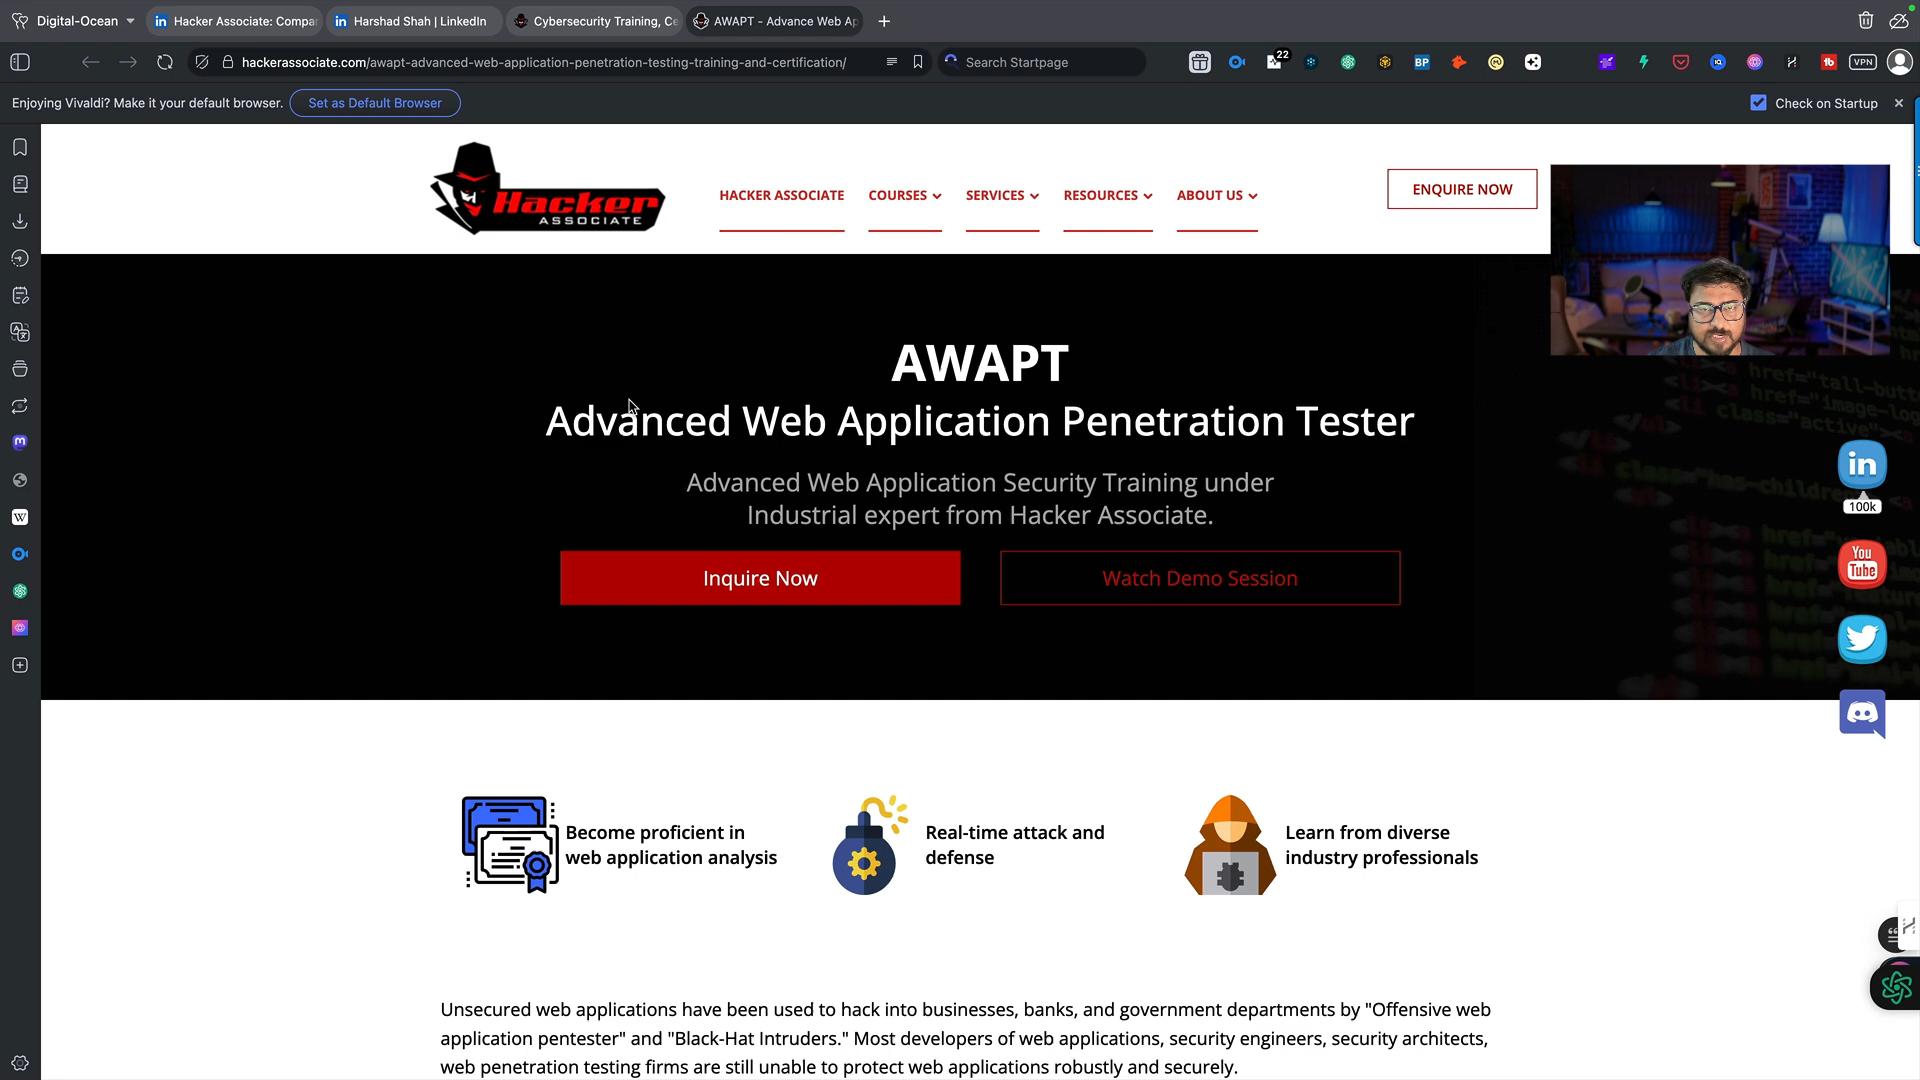 Digital-Ocean
Hacker Associate: Compar
Harshad Shah | LinkedIn
Cybersecurity Training, Ce
AWAPT - Advance Web Ap
hackerassociate.com/awapt-advanced-web-application-penetration-testing-training-and-certification/
Search Startpage
22
BP
VPN
Enjoying Vivaldi? Make it your default browser.
Set as Default Browser
Check on Startup
Hacker
ASSOCIATE
HACKER ASSOCIATE
COURSES
SERVICES
RESOURCES
ABOUT US
ENQUIRE NOW
AWAPT
Advanced Web Application Penetration Tester
Advanced Web Application Security Training under
Industrial expert from Hacker Associate.
Inquire Now
Watch Demo Session
in
100k
You
Tube
Become proficient in
web application analysis
Real-time attack and
defense
Learn from diverse
industry professionals
Unsecured web applications have been used to hack into businesses, banks, and government departments by "Offensive web
application pentester" and "Black-Hat Intruders." Most developers of web applications, security engineers, security architects,
web penetration testing firms are still unable to protect web applications robustly and securely.